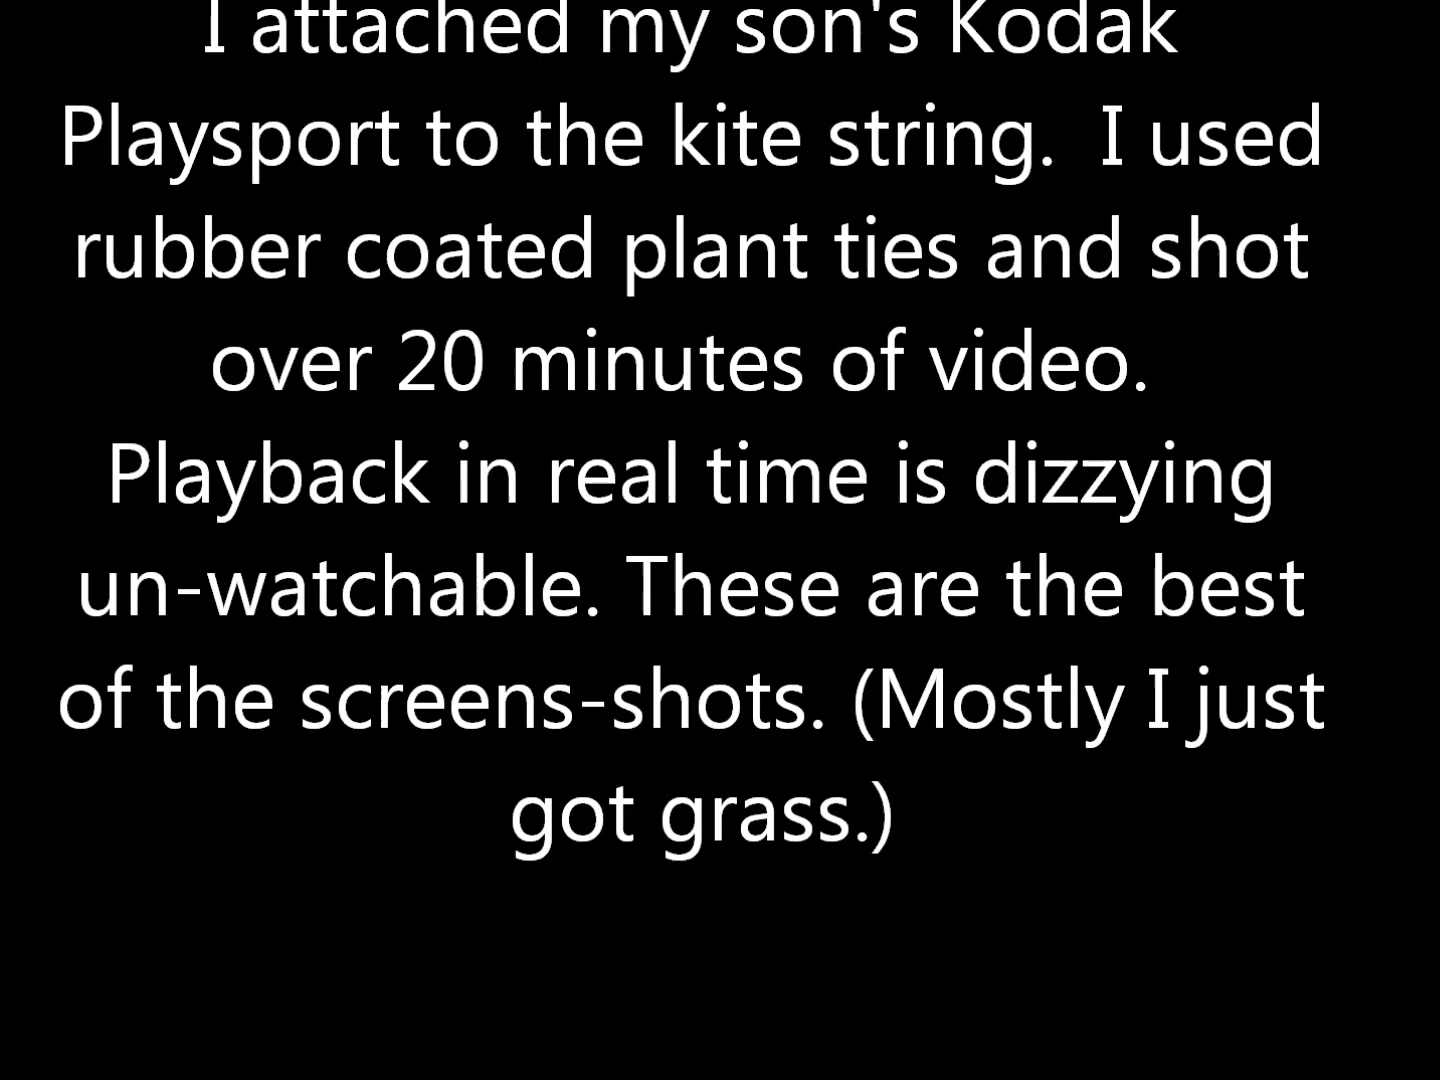 I attached my son's Kodak
Playsport to the kite string.  I used
rubber coated plant ties and shot
over 20 minutes of video.
Playback in real time is dizzying
un-watchable. These are the best
of the screens-shots. (Mostly I just
got grass.)